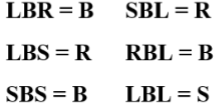 LBR = B SBL = R
LBS = R RBL = B
SBS = B LBL = S